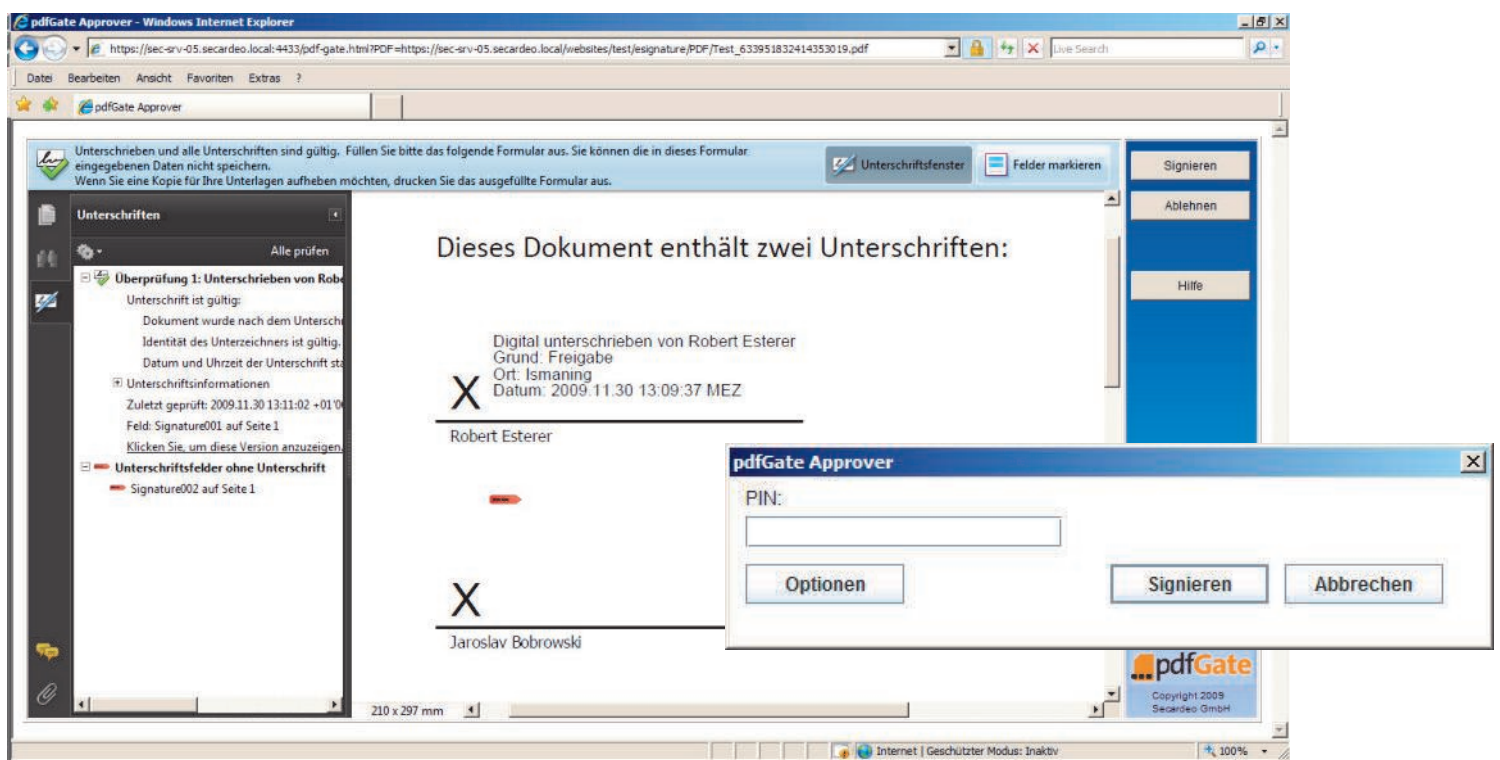 pdfGate Approver - Windows Internet Explorer
https://sec-srv-05.secardeo.local:4433/pdf-gate.html?PDF=https://sec-srv-05.secardeo.local/websites/test/esignature/PDF/Test_633951832414353019.pdf
Live Search
Datei Bearbeiten Ansicht Favoriten Extras ?
pdfGate Approver
Unterschrieben und alle Unterschriften sind gültig. Füllen Sie bitte das folgende Formular aus. Sie können die in dieses Formular
eingegebenen Daten nicht speichern.
Wenn Sie eine Kopie für Ihre Unterlagen aufheben möchten, drucken Sie das ausgefüllte Formular aus.
Unterschriftsfenster
Felder markieren
Signieren
Ablehnen
Hilfe
Unterschriften
Alle prüfen
Überprüfung 1: Unterschrieben von Robe
Unterschrift ist gültig:
Dokument wurde nach dem Unterschr
Identität des Unterzeichners ist gültig.
Datum und Uhrzeit der Unterschrift sta
Unterschriftsinformationen
Zuletzt geprüft: 2009.11.30 13:11:02 +01'0
Feld: Signature001 auf Seite 1
Klicken Sie, um diese Version anzuzeigen.
Unterschriftsfelder ohne Unterschrift
Signature002 auf Seite 1
Dieses Dokument enthält zwei Unterschriften:
Digital unterschrieben von Robert Esterer
Grund: Freigabe
Ort: Ismaning
Datum: 2009.11.30 13:09:37 MEZ
X
Robert Esterer
X
Jaroslav Bobrowski
210 x 297 mm
pdfGate Approver
PIN:
Optionen
Signieren
Abbrechen
pdfGate
Copyright 2009
Secardeo GmbH
Internet | Geschützter Modus: Inaktiv
100%